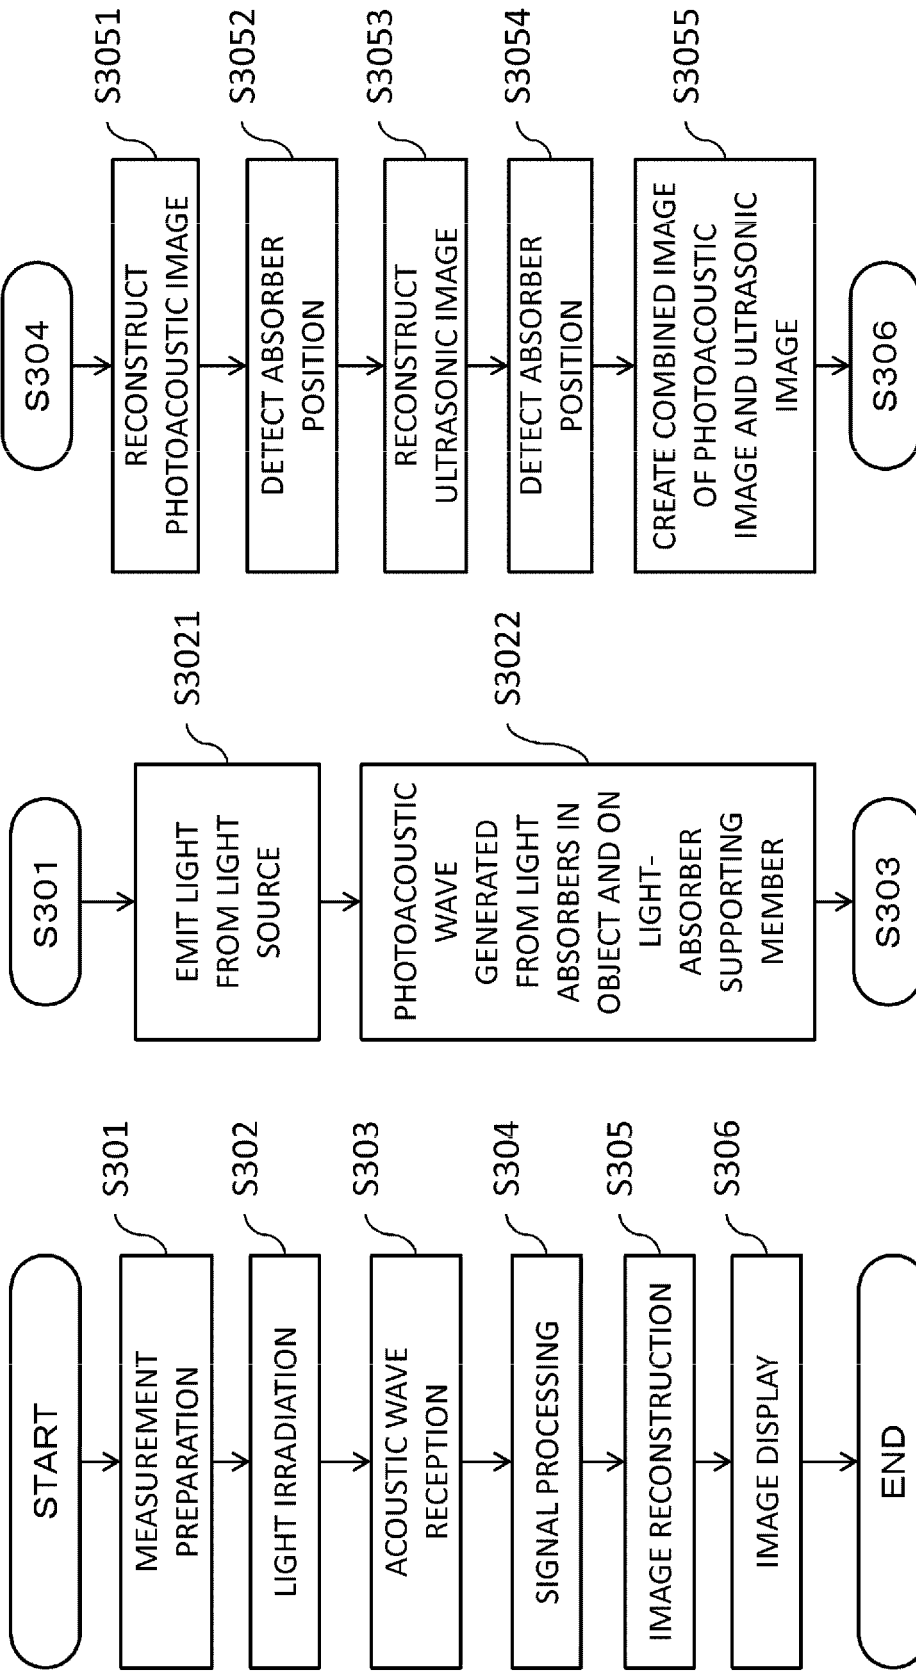 START
MEASUREMENT
PREPARATION
S301
LIGHT IRRADIATION
S302
ACOUSTIC WAVE
RECEPTION
S303
SIGNAL PROCESSING
S304
IMAGE RECONSTRUCTION
S305
IMAGE DISPLAY
S306
END
S301
EMIT LIGHT
FROM LIGHT
SOURCE
S3021
PHOTOACOUSTIC
WAVE
GENERATED
FROM LIGHT
ABSORBERS IN
OBJECT AND ON
LIGHT-
ABSORBER
SUPPORTING
MEMBER
S3022
S303
S304
RECONSTRUCT
PHOTOACOUSTIC IMAGE
S3051
DETECT ABSORBER
POSITION
S3052
RECONSTRUCT
ULTRASONIC IMAGE
S3053
DETECT ABSORBER
POSITION
S3054
CREATE COMBINED IMAGE
OF PHOTOACOUSTIC
IMAGE AND ULTRASONIC
IMAGE
S3055
S306